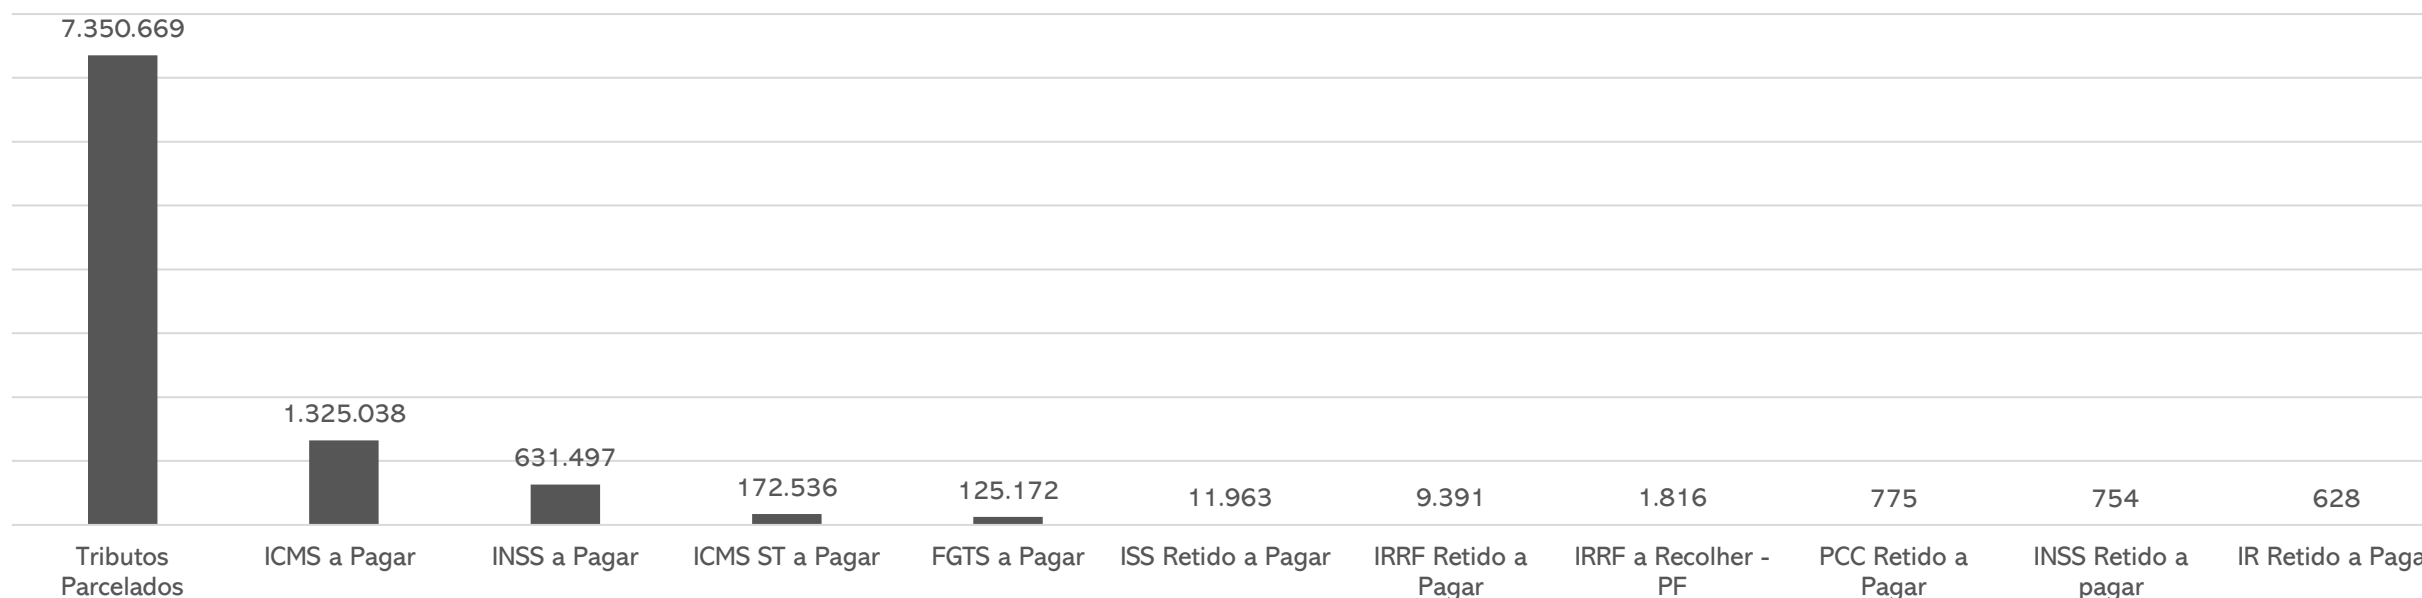 7.350.669
1.325.038
631.497
172.536
125.172
11.963
9.391
1.816
775
754
628
Tributos
Parcelados
ICMS a Pagar
INSS a Pagar
ICMS ST a Pagar
FGTS a Pagar
ISS Retido a Pagar
IRRF Retido a
Pagar
IRRF a Recolher -
PF
PCC Retido a
Pagar
INSS Retido a
pagar
IR Retido a Paga